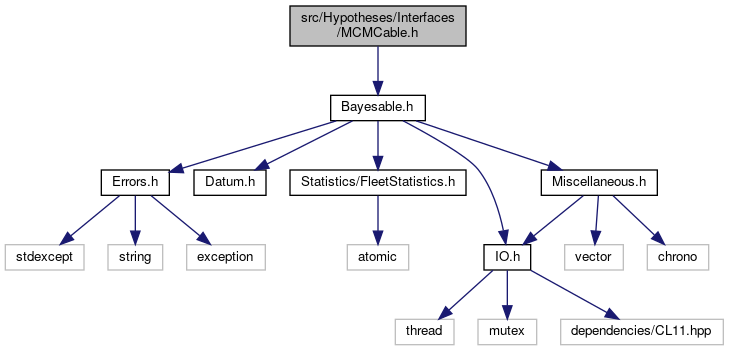 src/Hypotheses/Interfaces
/MCMCable.h
Bayesable.h
Errors.h
Datum.h
Statistics/FleetStatistics.h
Miscellaneous.h
stdexcept
string
exception
atomic
IO.h
vector
chrono
thread
mutex
dependencies/CL11.hpp